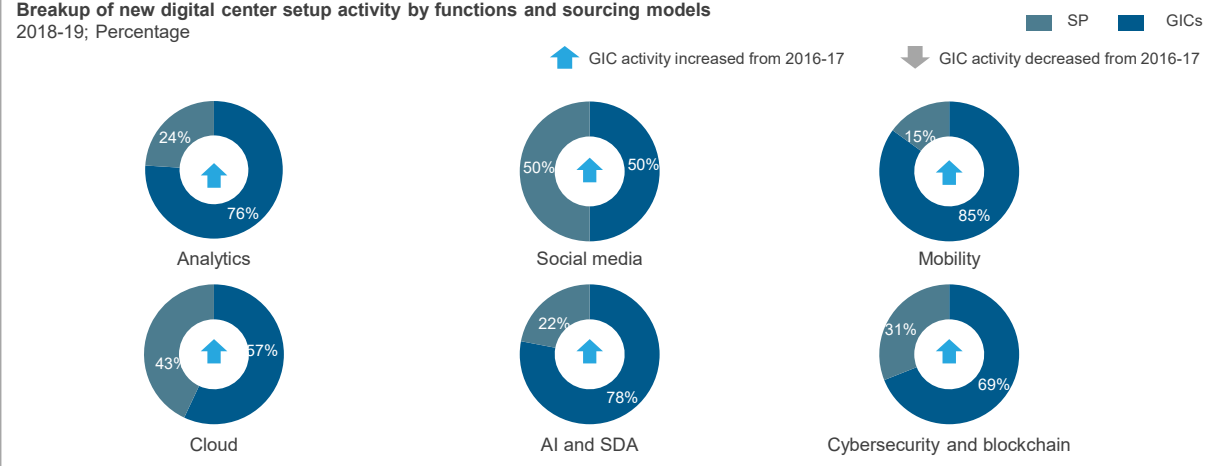 Breakup of new digital center setup activity by functions and sourcing models
2018-19; Percentage
SP GICs
GIC activity increased from 2016-17 GIC activity decreased from 2016-17
24% 76%
50% 50%
15% 85%
Analytics Social media Mobility
43% 57%
22% 78%
31% 69%
Cloud AI and SDA Cybersecurity and blockchain